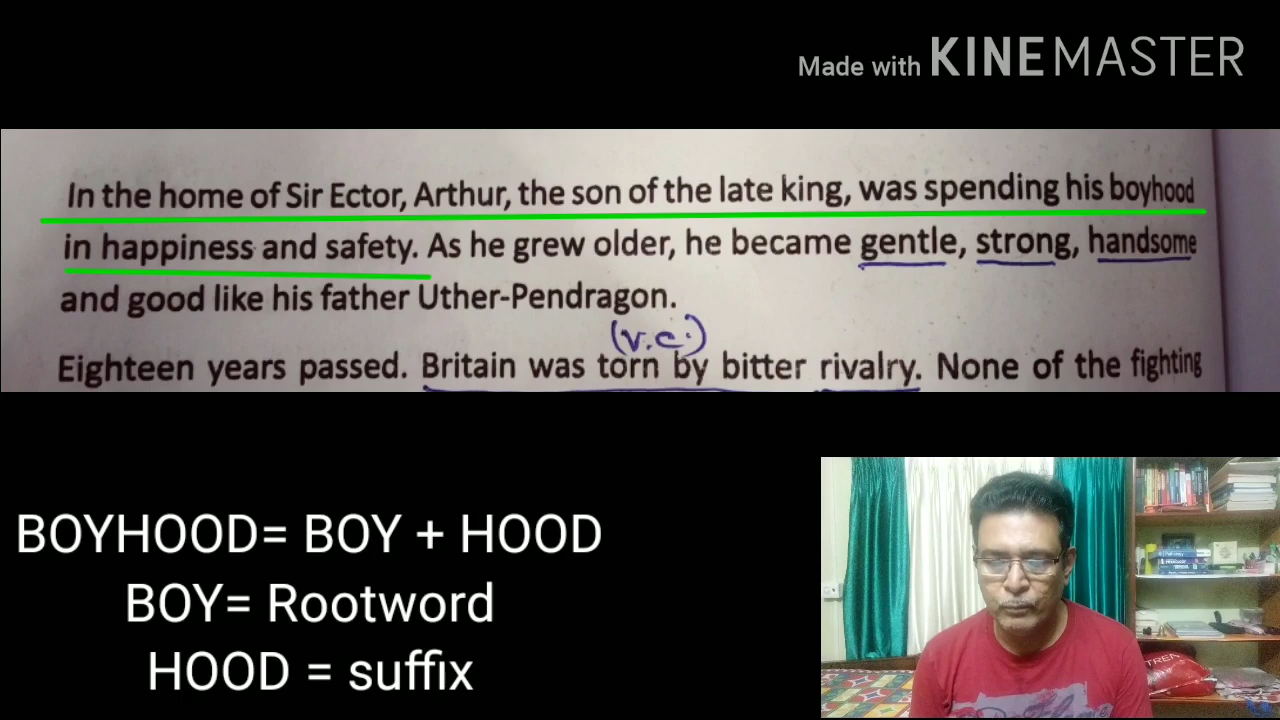 Made with KINEMASTER
In the home of Sir Ector, Arthur, the son of the late king, was spending his boyhood
in happiness and safety. As he grew older, he became gentle, strong, handsome
and good like his father Uther-Pendragon.
(v.c.)
Eighteen years passed. Britain was torn by bitter rivalry. None of the fighting
BOYHOOD= BOY + HOOD
BOY= Rootword
HOOD = suffix
TREN